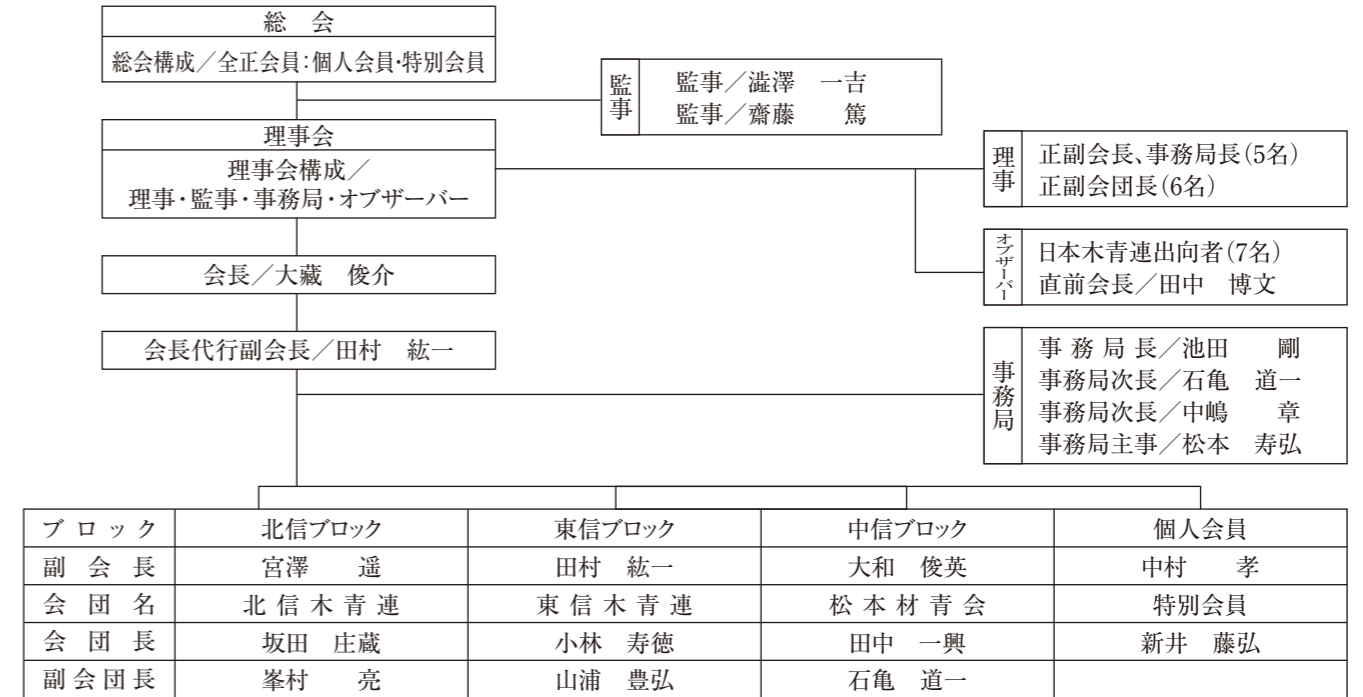 総　会
総会構成／全正会員：個人会員・特別会員
監事
監事／澁澤　一吉
監事／齋藤　　篤
理事会
理事会構成／
理事・監事・事務局・オブザーバー
理事
正副会長、事務局長（5名）
正副会団長（6名）
オブザーバー
日本木青連出向者（7名）
直前会長／田中　博文
会長／大蔵　俊介
会長代行副会長／田村　紘一
事務局
事 務 局 長／池田　　剛
事務局次長／石亀　道一
事務局次長／中嶋　　章
事務局主事／松本　寿弘
ブ ロ ッ ク　北信ブロック　東信ブロック　中信ブロック　個人会員
副　会　長　宮澤　　遥　田村　紘一　大和　俊英　中村　　孝
会　団　名　北 信 木 青 連　東 信 木 青 連　松 本 材 青 会　特別会員
会　団　長　坂田　庄蔵　小林　寿徳　田中　一興　新井　藤弘
副 会 団 長　峯村　　亮　山浦　豊弘　石亀　道一